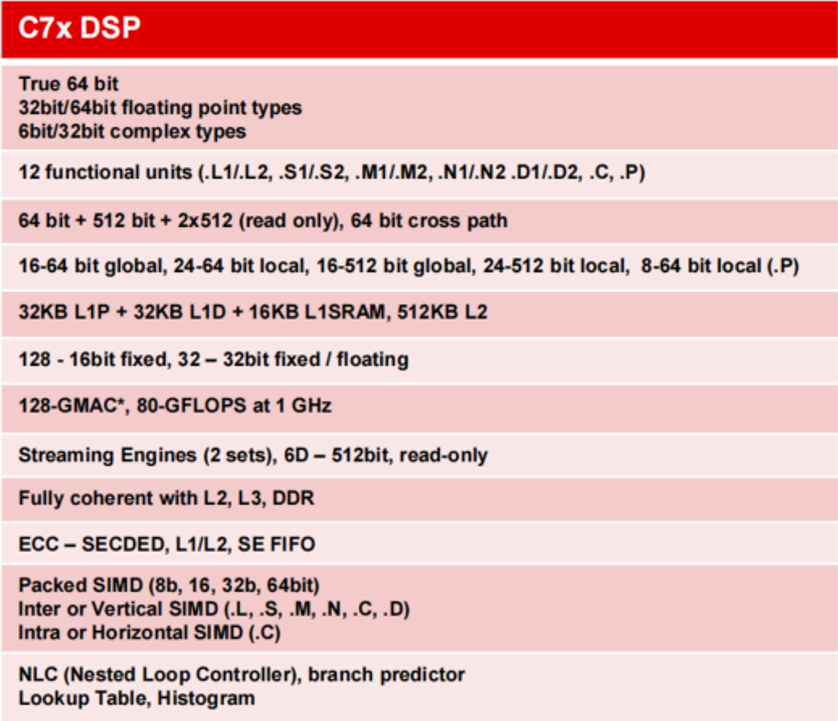 C7x DSP
True 64 bit
32bit/64bit floating point types
6bit/32bit complex types
12 functional units (.L1/.L2, .S1/.S2, .M1/.M2, .N1/.N2 .D1/.D2, .C, .P)
64 bit + 512 bit + 2x512 (read only), 64 bit cross path
16-64 bit global, 24-64 bit local, 16-512 bit global, 24-512 bit local, 8-64 bit local (.P)
32KB L1P + 32KB L1D + 16KB L1SRAM, 512KB L2
128 - 16bit fixed, 32 – 32bit fixed / floating
128-GMAC*, 80-GFLOPS at 1 GHz
Streaming Engines (2 sets), 6D – 512bit, read-only
Fully coherent with L2, L3, DDR
ECC – SECDED, L1/L2, SE FIFO
Packed SIMD (8b, 16, 32b, 64bit)
Inter or Vertical SIMD (.L, .S, .M, .N, .C, .D)
Intra or Horizontal SIMD (.C)
NLC (Nested Loop Controller), branch predictor
Lookup Table, Histogram